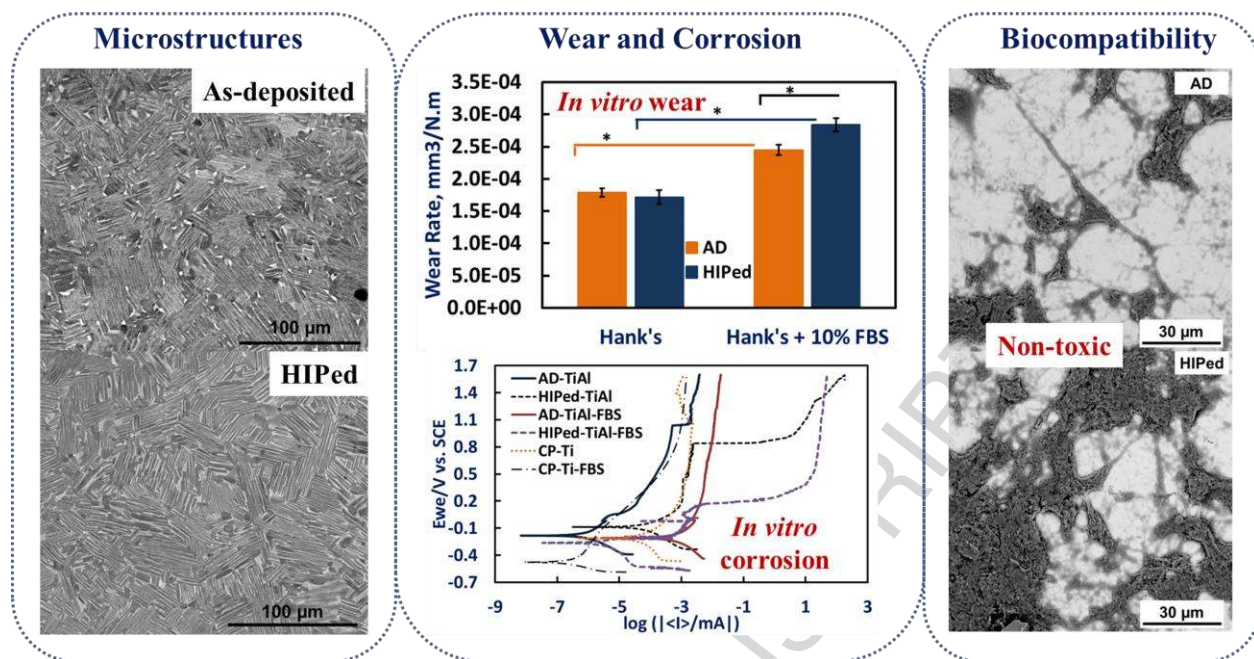 Microstructures
As-deposited
100 µm
HIPed
100 µm
Wear and Corrosion
Wear Rate, mm3/N.m
3.5E-04
3.0E-04
2.5E-04
2.0E-04
1.5E-04
1.0E-04
5.0E-05
0.0E+00
In vitro wear
*
*
*
AD
HIPed
Hank's
Hank's + 10% FBS
Ewe/V vs. SCE
1.7
1.4
1.1
0.8
0.5
0.2
-0.1
-0.4
-0.7
AD-TiAl
HIPed-TiAl
AD-TiAl-FBS
HIPed-TiAl-FBS
CP-Ti
CP-Ti-FBS
In vitro
corrosion
-9 -7 -5 -3 -1 1 3
log (|<I>/mA|)
Biocompatibility
AD
30 µm
Non-toxic
HIPed
30 µm